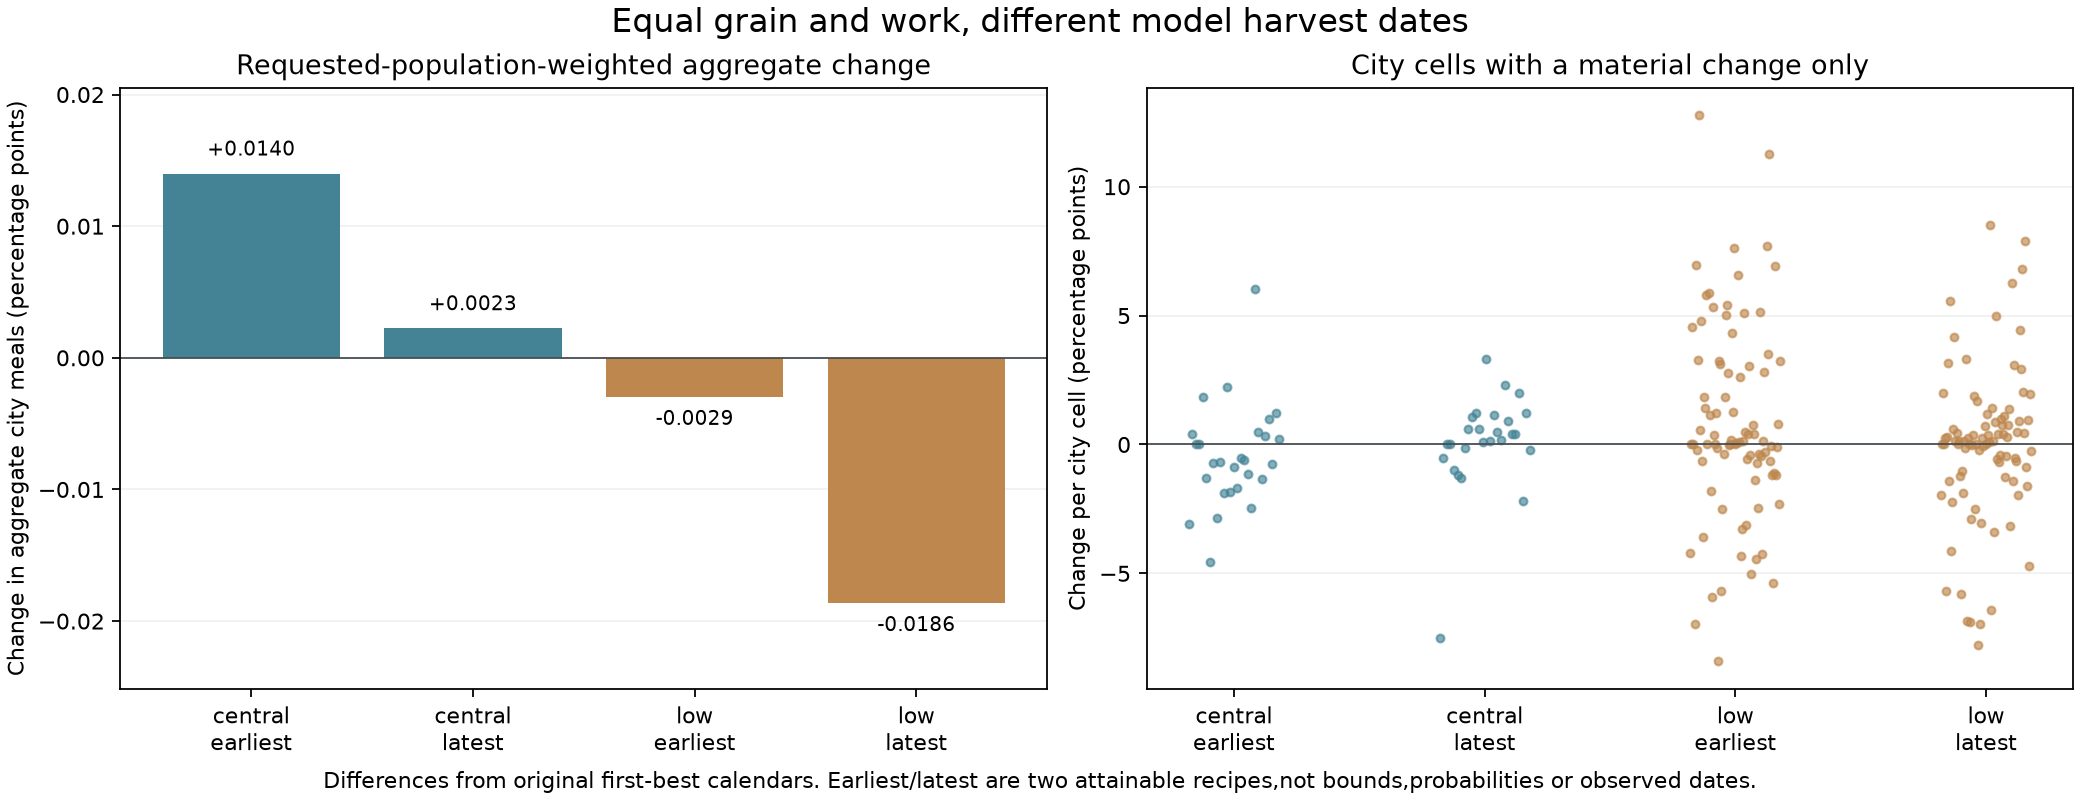 Equal grain and work, different model harvest dates
Requested-population-weighted aggregate change
Change in aggregate city meals (percentage points)
0.02
0.01
0.00
−0.01
−0.02
+0.0140
+0.0023
-0.0029
-0.0186
central
earliest
central
latest
low
earliest
low
latest
City cells with a material change only
Change per city cell (percentage points)
10
5
0
−5
central
earliest
central
latest
low
earliest
low
latest
Differences from original first-best calendars. Earliest/latest are two attainable recipes,not bounds,probabilities or observed dates.